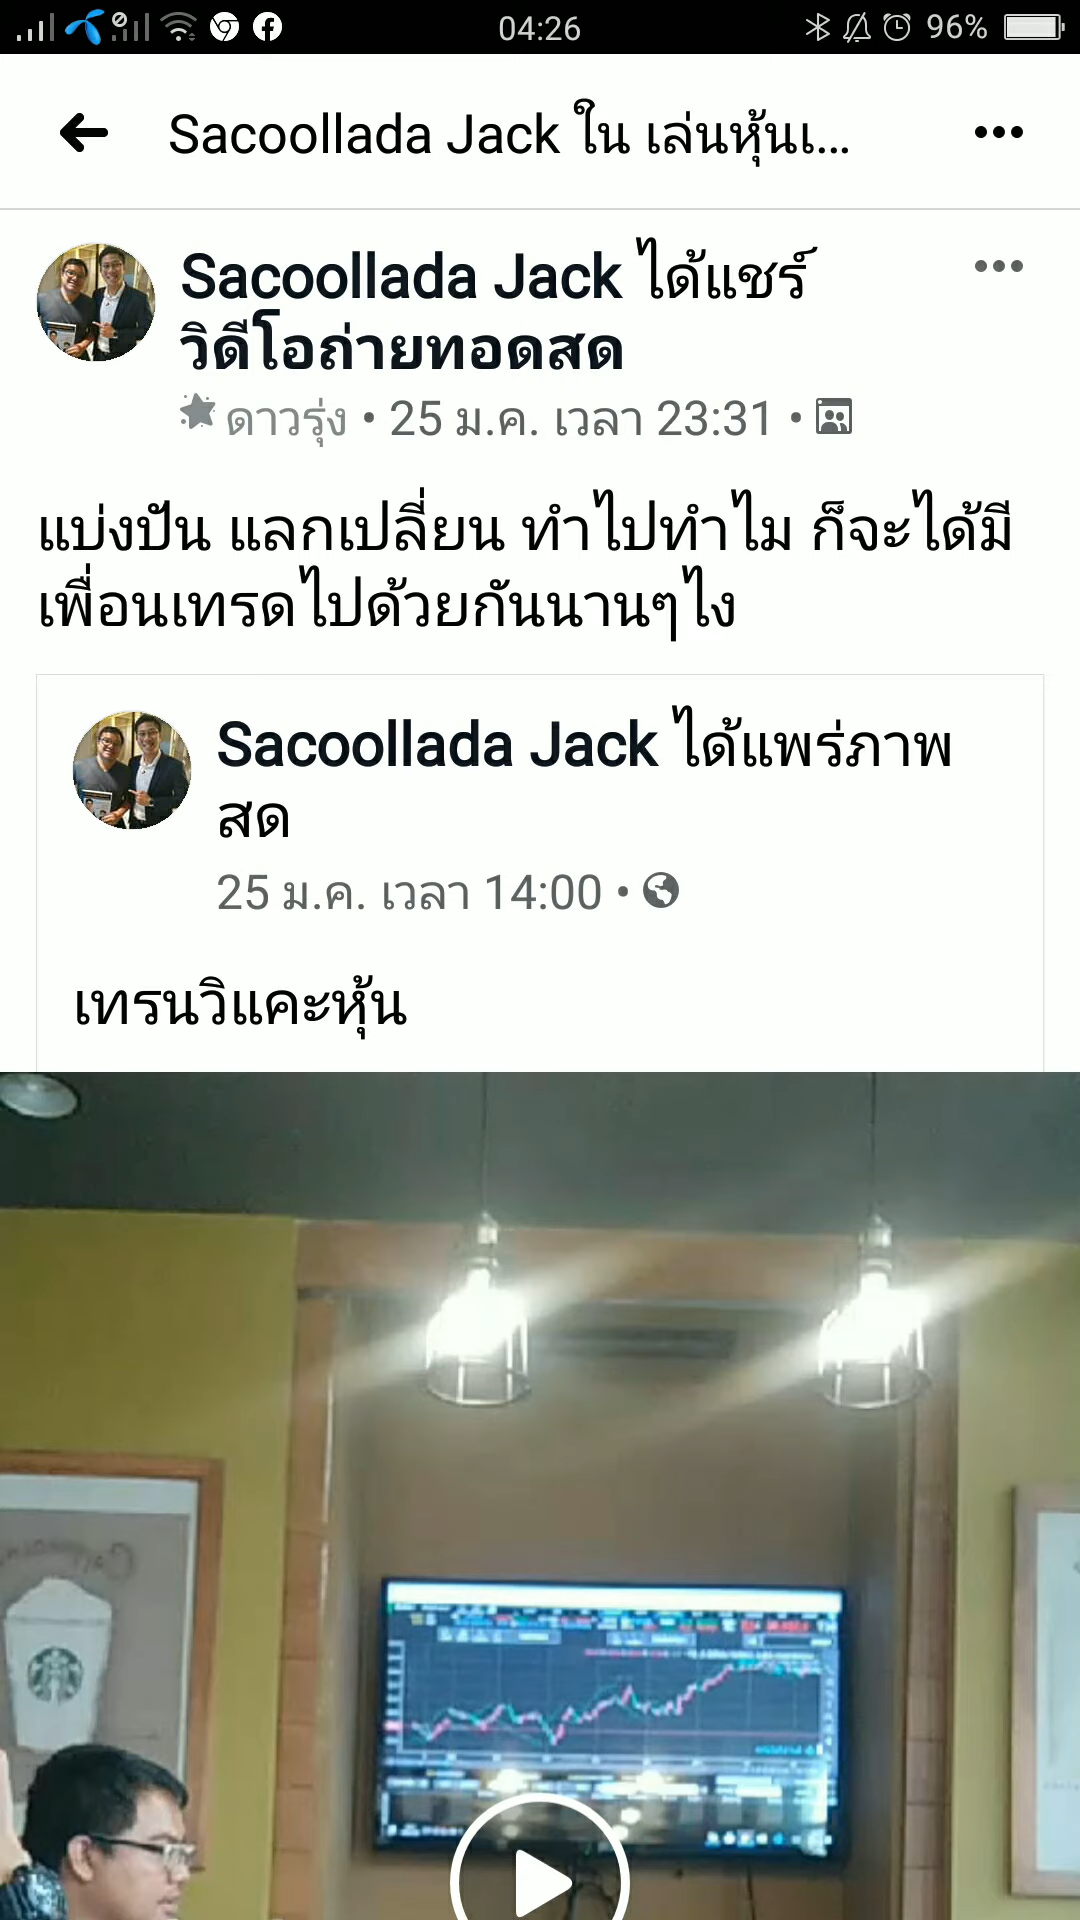 04:26
96%
Sacoollada Jack ใน เล่นหุ้นเ...
Sacoollada Jack ได้แชร์
วิดีโอถ่ายทอดสด
ดาวรุ่ง • 25 ม.ค. เวลา 23:31 •
แบ่งปัน แลกเปลี่ยน ทำไปทำไม ก็จะได้มี
เพื่อนเทรดไปด้วยกันนานๆไง
Sacoollada Jack ได้แพร่ภาพ
สด
25 ม.ค. เวลา 14:00 •
เทรนวิแคะหุ้น